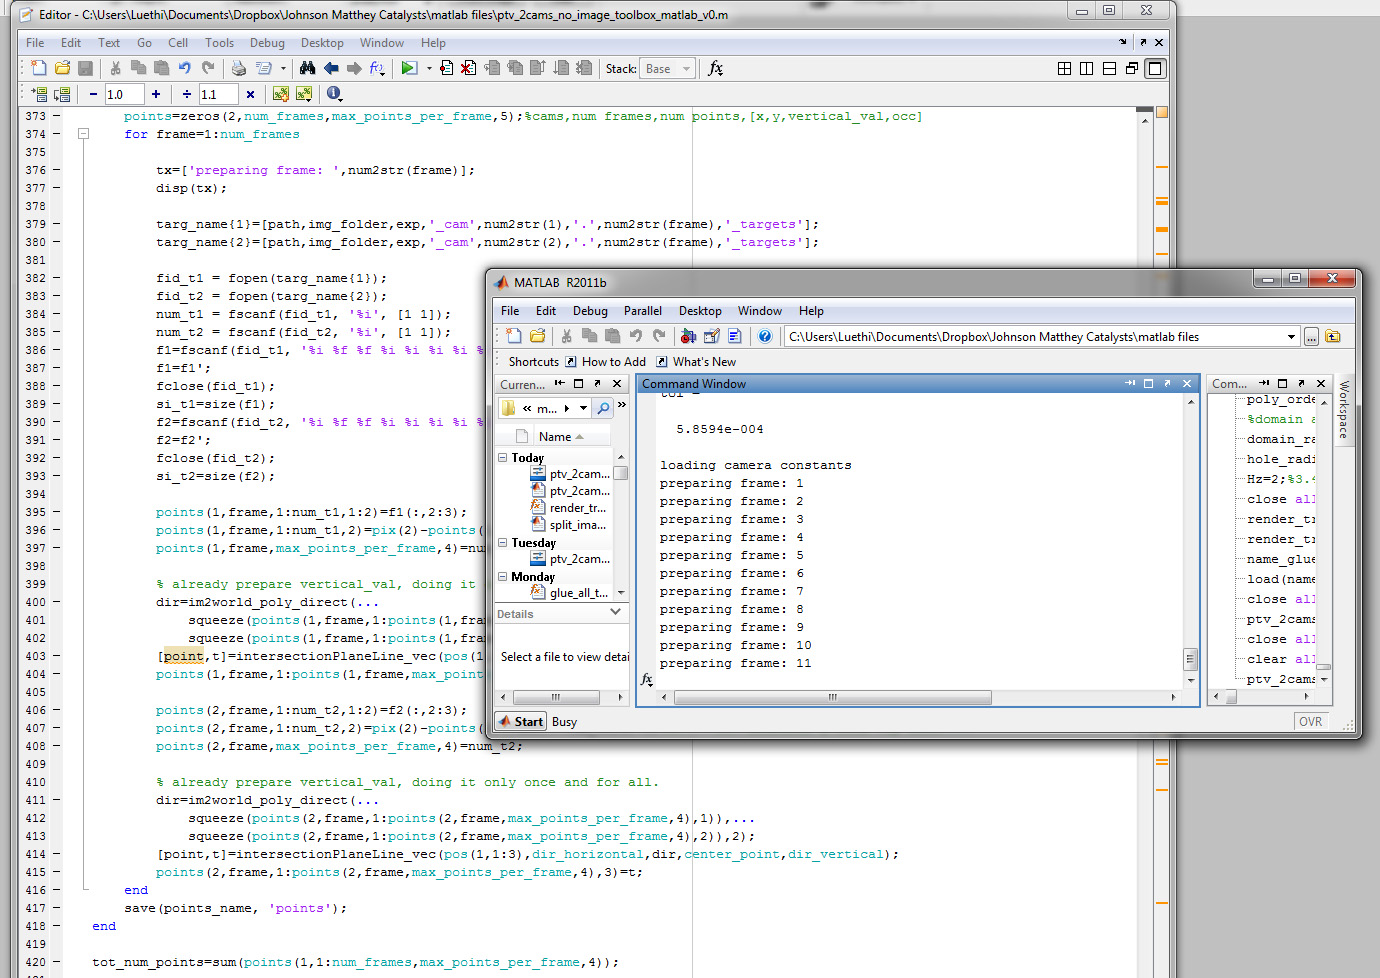 Editor - C:\Users\Luethi\Documents\Dropbox\Johnson Matthey Catalysts\matlab files\ptv_2cams_no_image_toolbox_matlab_v0.m
File Edit Text Go Cell Tools Debug Desktop Window Help
Stack: Base fx
1.0 1.1
373 points=zeros(2,num_frames,max_points_per_frame,5);%cams,num frames,num points,[x,y,vertical_val,occ]
374 for frame=1:num_frames
375
376 tx=['preparing frame: ',num2str(frame)];
377 disp(tx);
378
379 targ_name{1}=[path,img_folder,exp,'_cam',num2str(1),'.',num2str(frame),'_targets'];
380 targ_name{2}=[path,img_folder,exp,'_cam',num2str(2),'.',num2str(frame),'_targets'];
381
382 fid_t1 = fopen(targ_name{1});
383 fid_t2 = fopen(targ_name{2});
384 num_t1 = fscanf(fid_t1, '%i', [1 1]);
385 num_t2 = fscanf(fid_t2, '%i', [1 1]);
386 f1=fscanf(fid_t1, '%i %f %f %i %i %i %i
387 f1=f1';
388 fclose(fid_t1);
389 si_t1=size(f1);
390 f2=fscanf(fid_t2, '%i %f %f %i %i %i %i
391 f2=f2';
392 fclose(fid_t2);
393 si_t2=size(f2);
394
395 points(1,frame,1:num_t1,1:2)=f1(:,2:3);
396 points(1,frame,1:num_t1,2)=pix(2)-points(
397 points(1,frame,max_points_per_frame,4)=nu
398
399 % already prepare vertical_val, doing it
400 dir=im2world_poly_direct(...
401 squeeze(points(1,frame,1:points(1,fra
402 squeeze(points(1,frame,1:points(1,fra
403 [point,t]=intersectionPlaneLine_vec(pos(1
404 points(1,frame,1:points(1,frame,max_point
405
406 points(2,frame,1:num_t2,1:2)=f2(:,2:3);
407 points(2,frame,1:num_t2,2)=pix(2)-points(
408 points(2,frame,max_points_per_frame,4)=num_t2;
409
410 % already prepare vertical_val, doing it only once and for all.
411 dir=im2world_poly_direct(...
412 squeeze(points(2,frame,1:points(2,frame,max_points_per_frame,4),1)),...
413 squeeze(points(2,frame,1:points(2,frame,max_points_per_frame,4),2)),2);
414 [point,t]=intersectionPlaneLine_vec(pos(1,1:3),dir_horizontal,dir,center_point,dir_vertical);
415 points(2,frame,1:points(2,frame,max_points_per_frame,4),3)=t;
416 end
417 save(points_name, 'points');
418 end
419
420 tot_num_points=sum(points(1,1:num_frames,max_points_per_frame,4));
MATLAB R2011b
File Edit Debug Parallel Desktop Window Help
C:\Users\Luethi\Documents\Dropbox\Johnson Matthey Catalysts\matlab files
Shortcuts How to Add What's New
Curren...
« m...
Name
Today
ptv_2cam...
ptv_2cam...
render_tr...
split_ima...
Tuesday
ptv_2cam...
Monday
glue_all_t...
Details
Select a file to view detai
Command Window
tol =
5.8594e-004
loading camera constants
preparing frame: 1
preparing frame: 2
preparing frame: 3
preparing frame: 4
preparing frame: 5
preparing frame: 6
preparing frame: 7
preparing frame: 8
preparing frame: 9
preparing frame: 10
preparing frame: 11
fx
Com...
poly_orde
%domain a
domain_ra
hole_radi
Hz=2;%3.4
close all
render_tr
render_tr
name_glue
load(name
close all
ptv_2cams
close all
clear all
ptv_2cams
Workspace
Start Busy
OVR